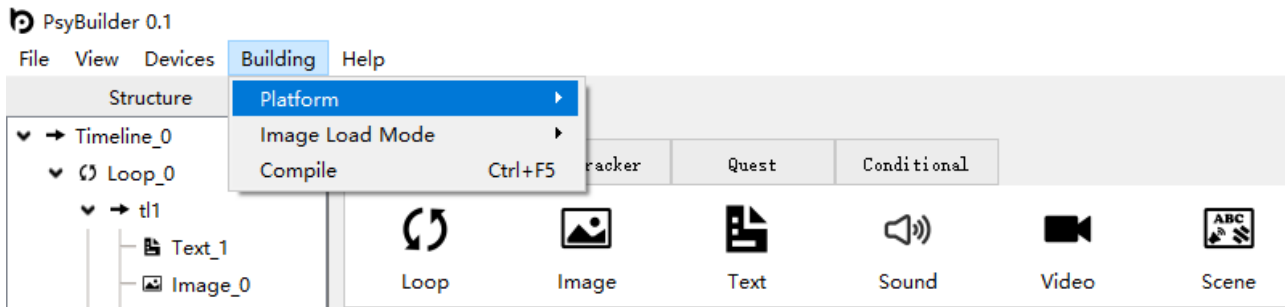 PsyBuilder 0.1
File View Devices Building Help
Structure
Platform
Image Load Mode
Compile Ctrl+F5
Timeline_0
Loop_0
tl1
Text_1
Image_0
racker Quest Conditional
ABC
Loop Image Text Sound Video Scene